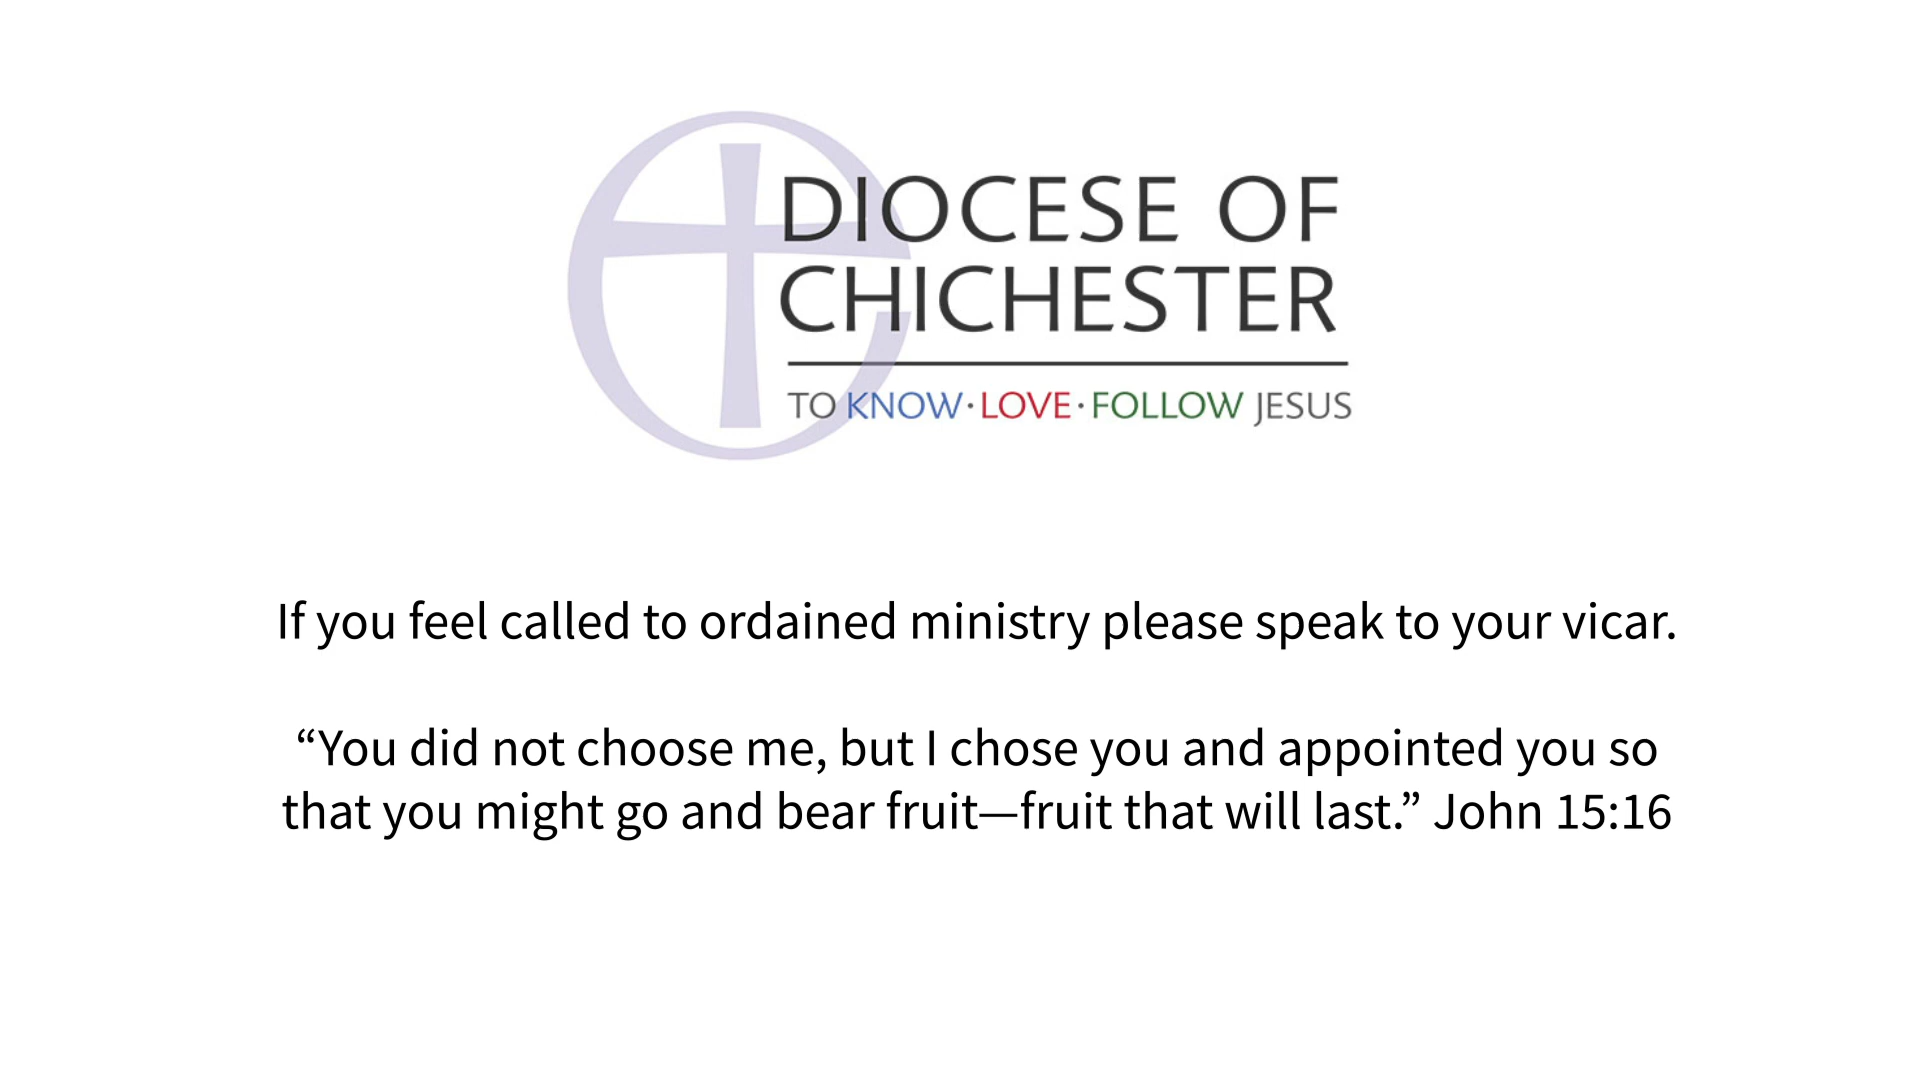 DIOCESE OF
CHICHESTER
TO KNOW·LOVE·FOLLOW JESUS
If you feel called to ordained ministry please speak to your vicar.
“You did not choose me, but I chose you and appointed you so
that you might go and bear fruit—fruit that will last.” John 15:16